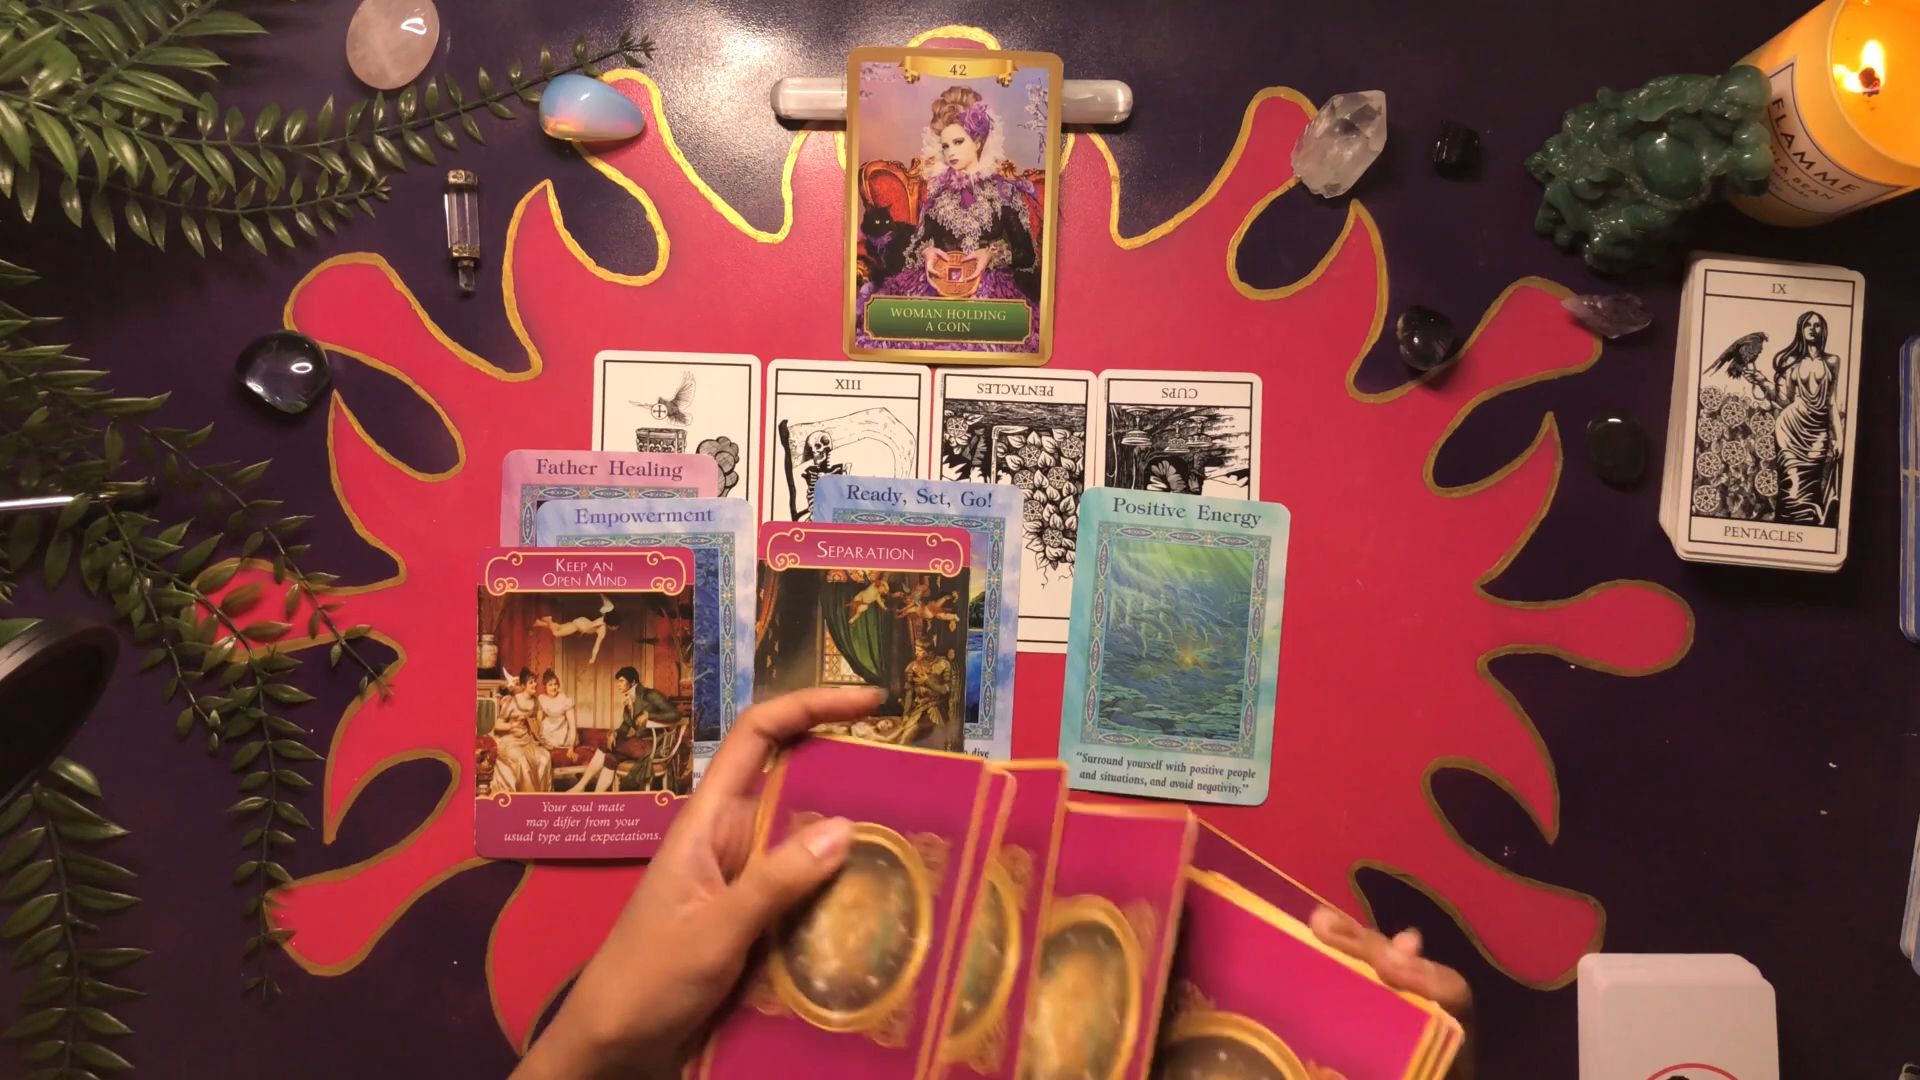 42
WOMAN HOLDING
A COIN
FLAMME
IX
PENTACLES
XIII
PENTACLES
CUPS
Father Healing
Empowerment
Ready, Set, Go!
Positive Energy
KEEP AN
OPEN MIND
SEPARATION
Your soul mate
may differ from your
usual type and expectations.
dive
"Surround yourself with positive people
and situations, and avoid negativity."